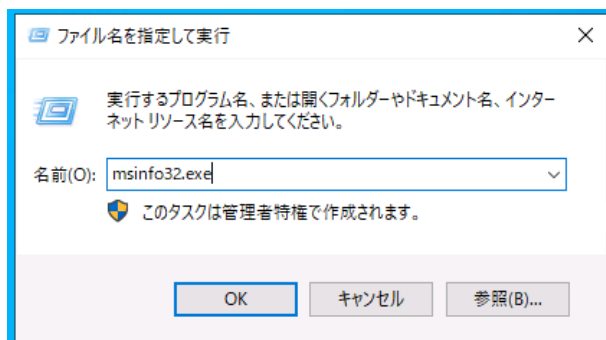 ファイル名を指定して実行
実行するプログラム名、または開くフォルダーやドキュメント名、インター
ネット リソース名を入力してください。
名前(O): msinfo32.exe
このタスクは管理者特権で作成されます。
OK キャンセル 参照(B)...